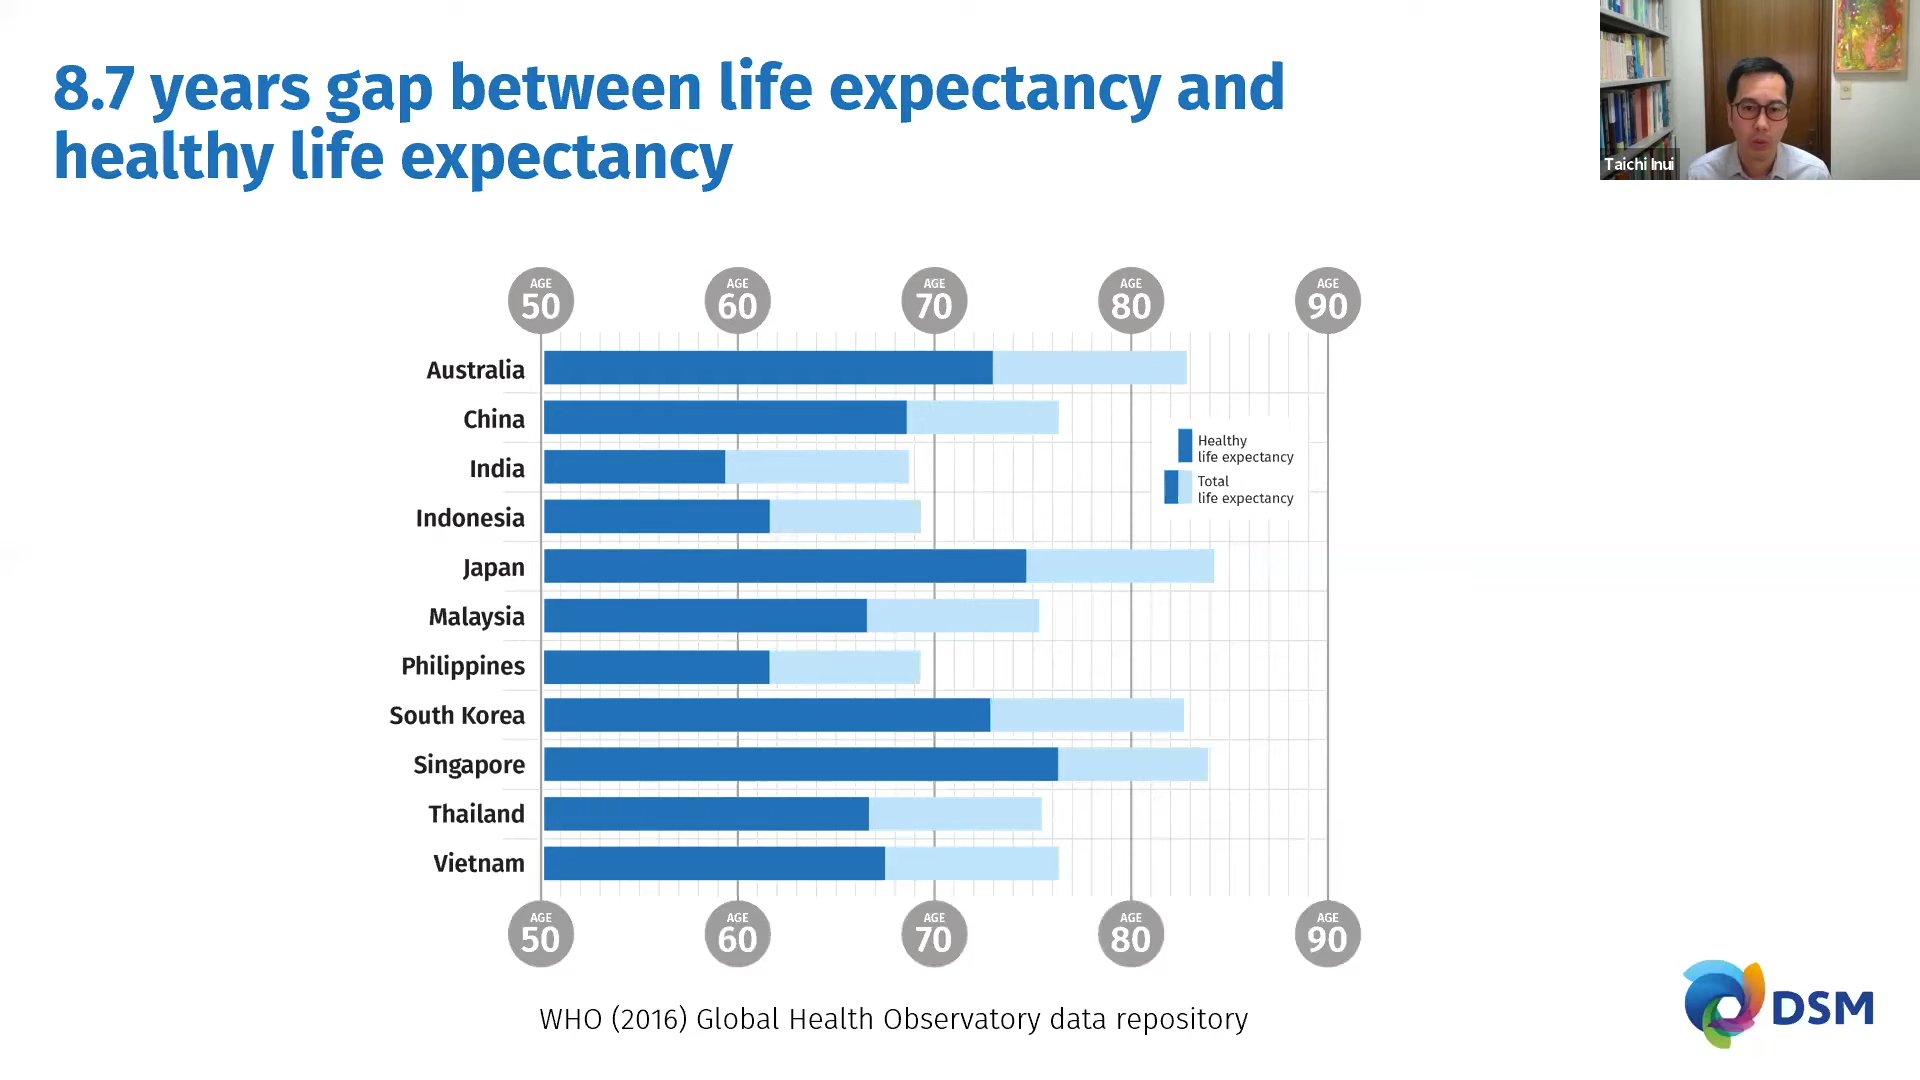 8.7 years gap between life expectancy and
healthy life expectancy
Taichi Inui
AGE AGE AGE AGE AGE
50 60 70 80 90
Australia
China
India
Indonesia
Japan
Malaysia
Philippines
South Korea
Singapore
Thailand
Vietnam
Healthy
life expectancy
Total
life expectancy
AGE AGE AGE AGE AGE
50 60 70 80 90
WHO (2016) Global Health Observatory data repository
DSM